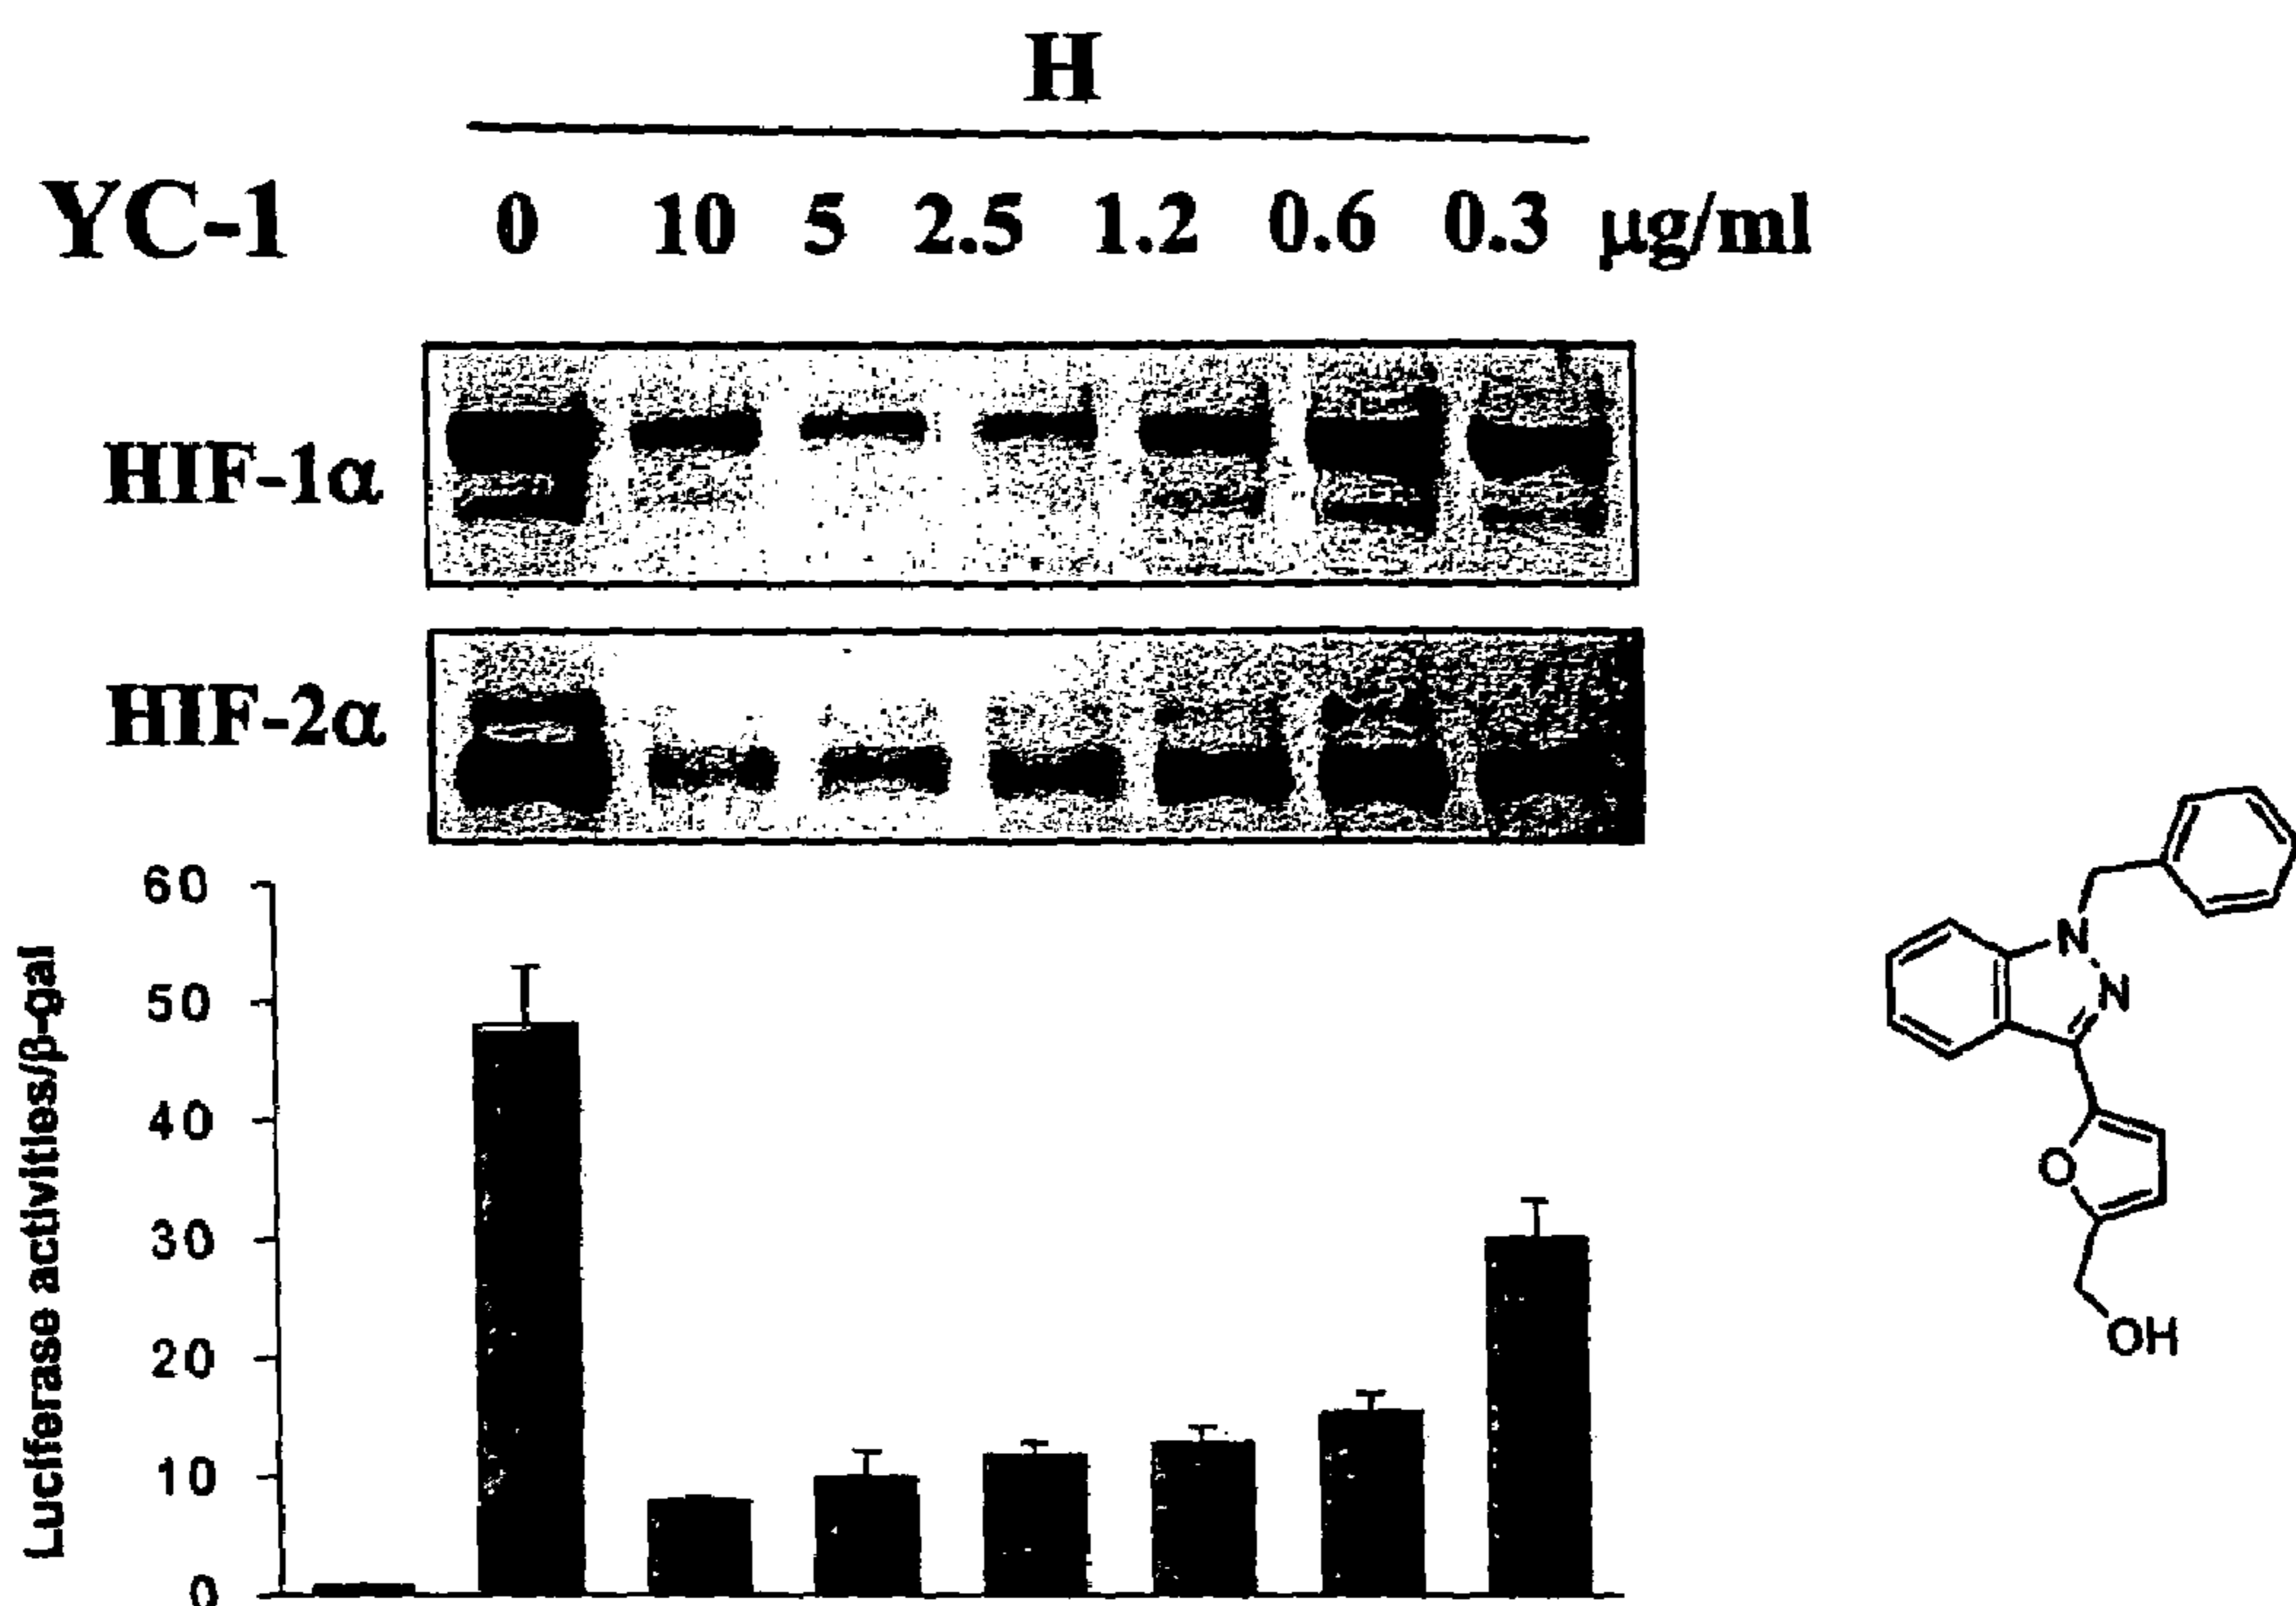 H
YC-1 0 10 5 2.5 1.2 0.6 0.3 μg/ml
HIF-1α
HIF-2α
Luciferase activities/β-gal
60
50
40
30
20
10
0
N
N
O
OH